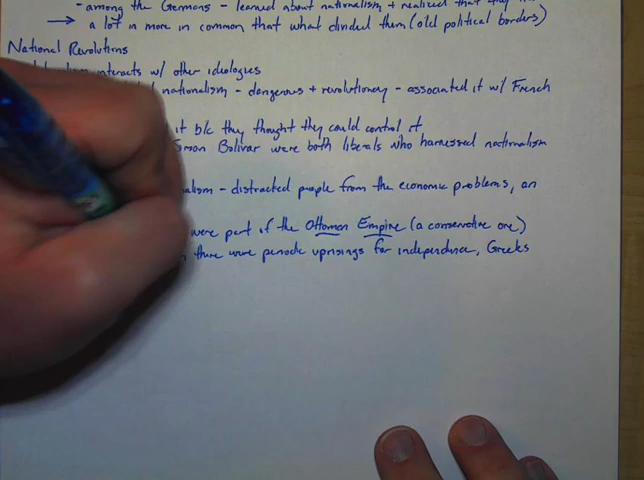 - among the Germans - learned about nationalism + realized that they
→ a lot in more in common that what divided them (old political borders)
National Revolutions
interacts w/ other ideologies
nationalism - dangerous + revolutionary - associated it w/ French
it b/c they thought they could control it
Simon Bolivar were both liberals who harnessed nationalism
alism - distracted people from the economic problems, an
were part of the Ottoman Empire (a conservative one)
there were periodic uprisings for independence, Greeks